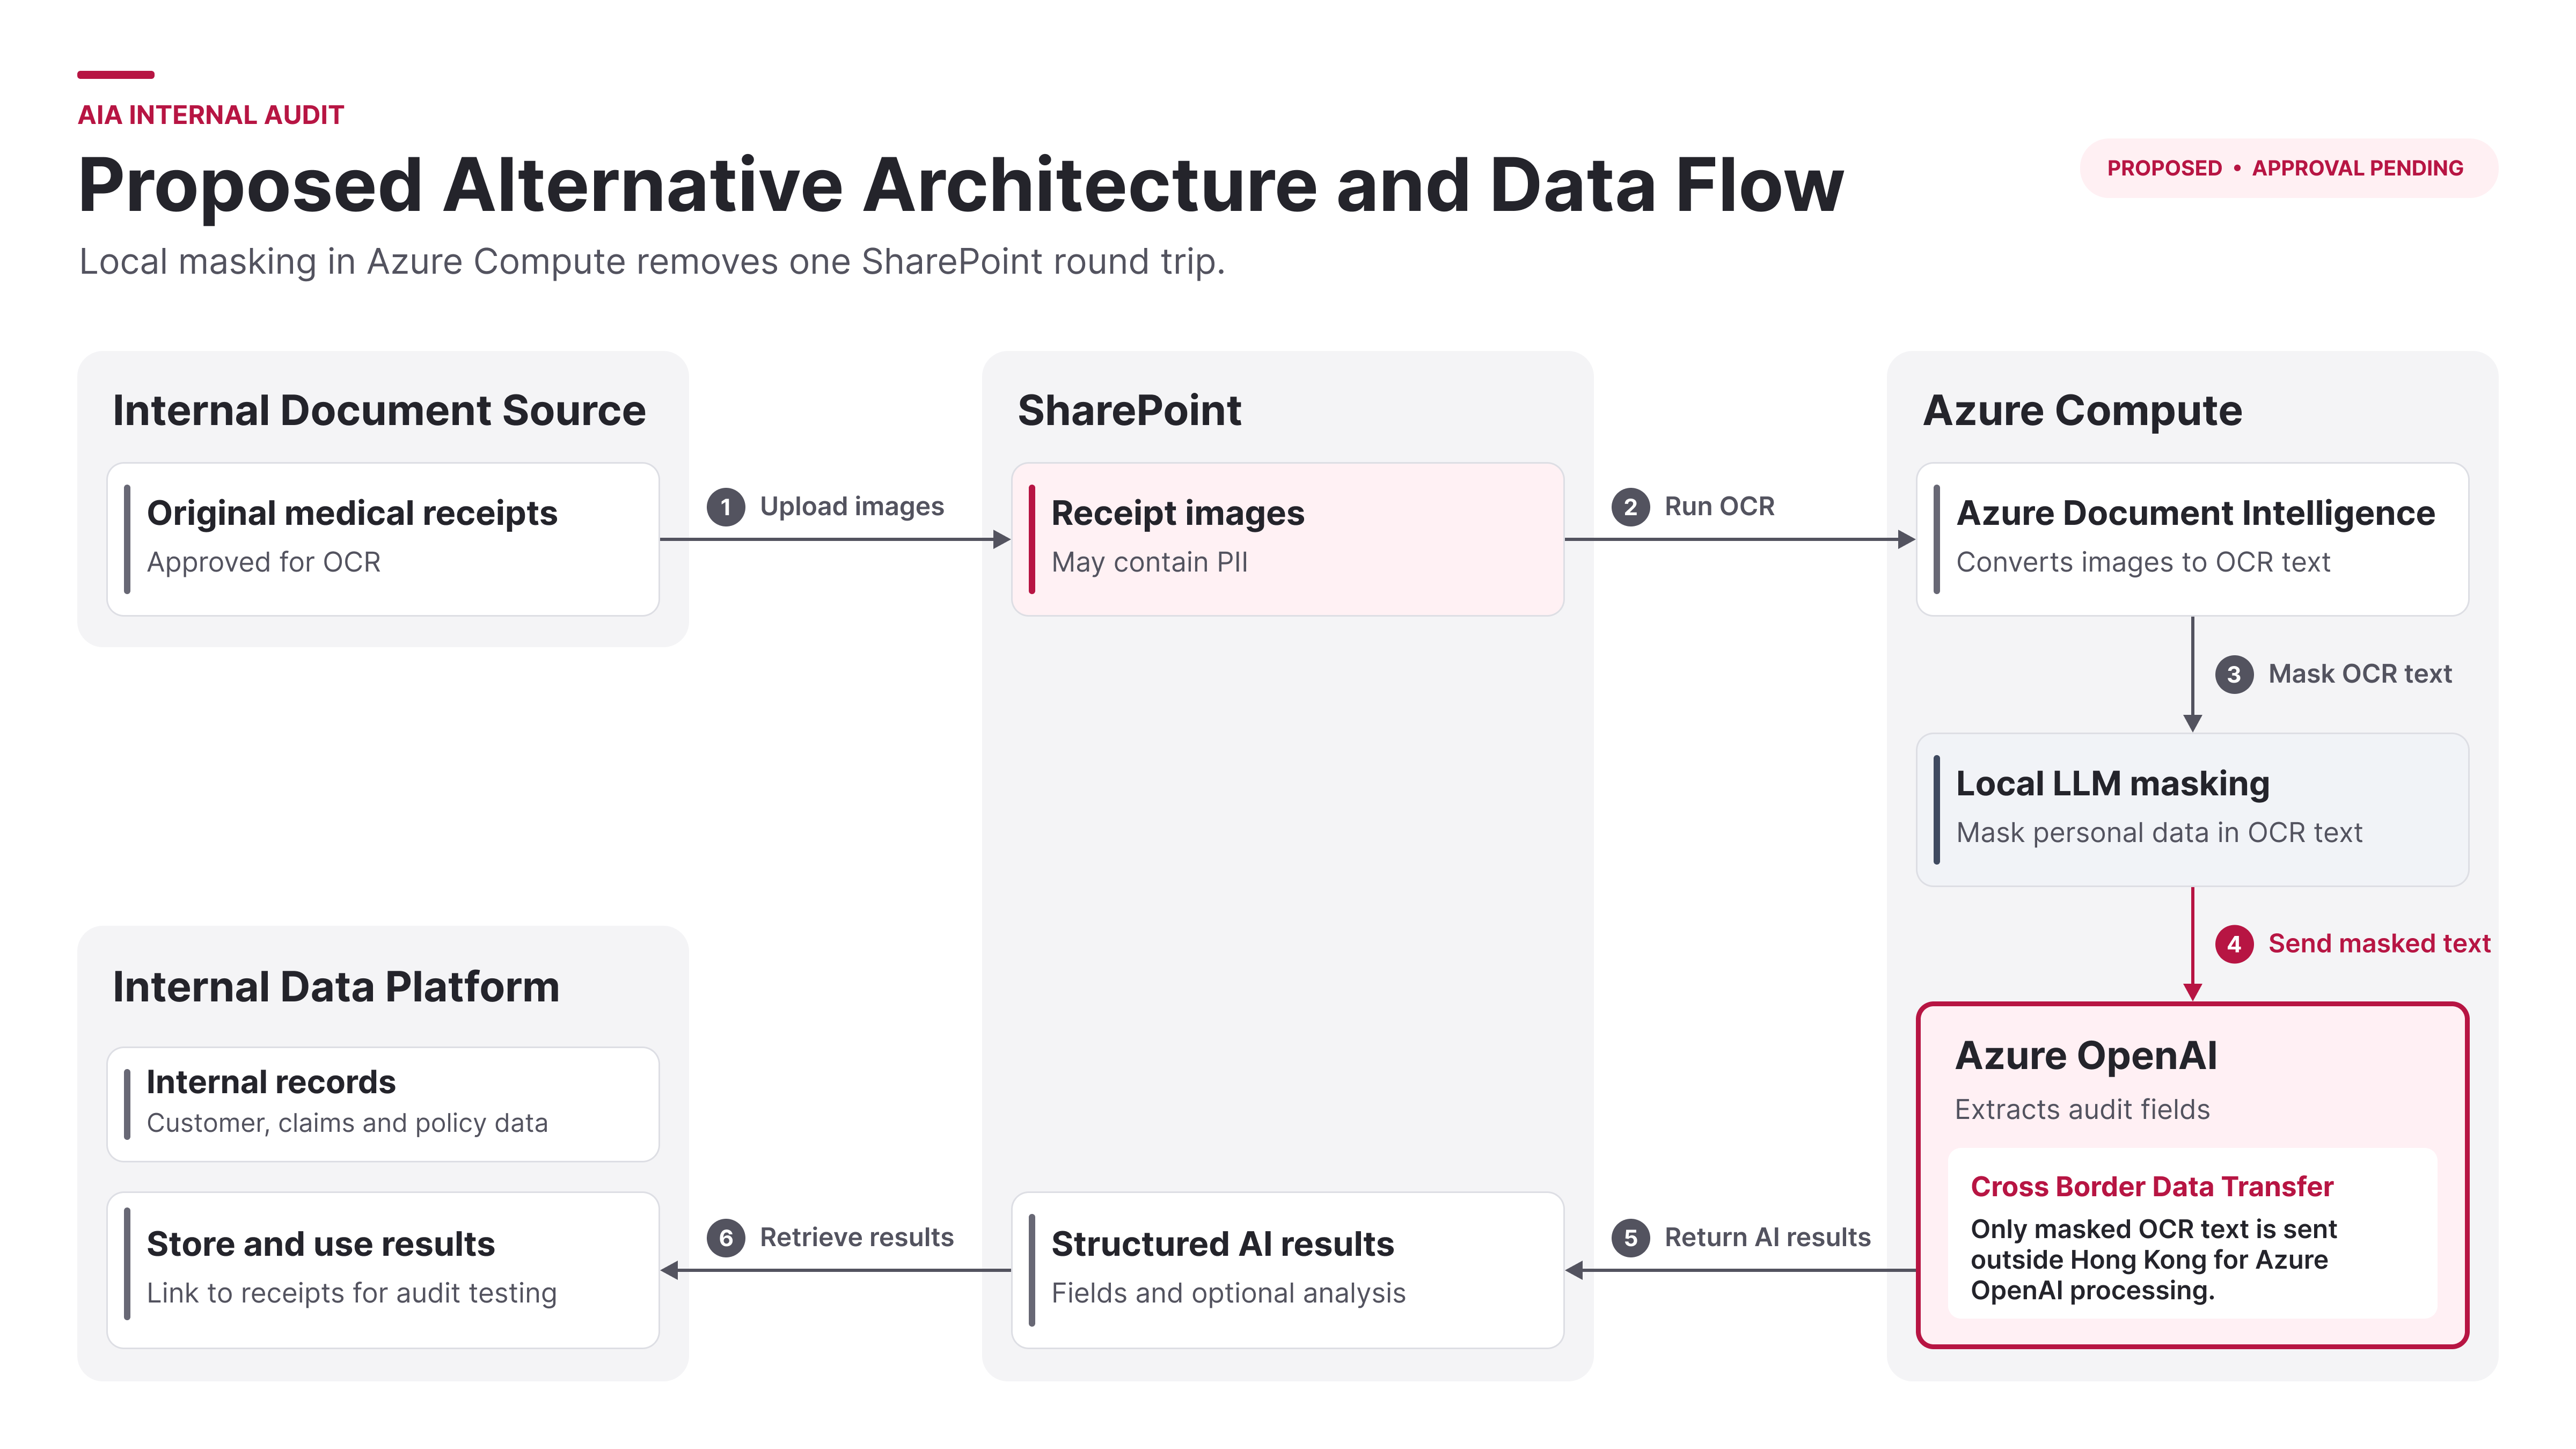 AIA INTERNAL AUDIT
Proposed Alternative Architecture and Data Flow
PROPOSED • APPROVAL PENDING
Local masking in Azure Compute removes one SharePoint round trip.
Internal Document Source
Original medical receipts
Approved for OCR
1 Upload images
SharePoint
Receipt images
May contain PII
2 Run OCR
Azure Compute
Azure Document Intelligence
Converts images to OCR text
3 Mask OCR text
Local LLM masking
Mask personal data in OCR text
4 Send masked text
Azure OpenAI
Extracts audit fields
Cross Border Data Transfer
Only masked OCR text is sent
outside Hong Kong for Azure
OpenAI processing.
5 Return AI results
Structured AI results
Fields and optional analysis
6 Retrieve results
Internal Data Platform
Internal records
Customer, claims and policy data
Store and use results
Link to receipts for audit testing